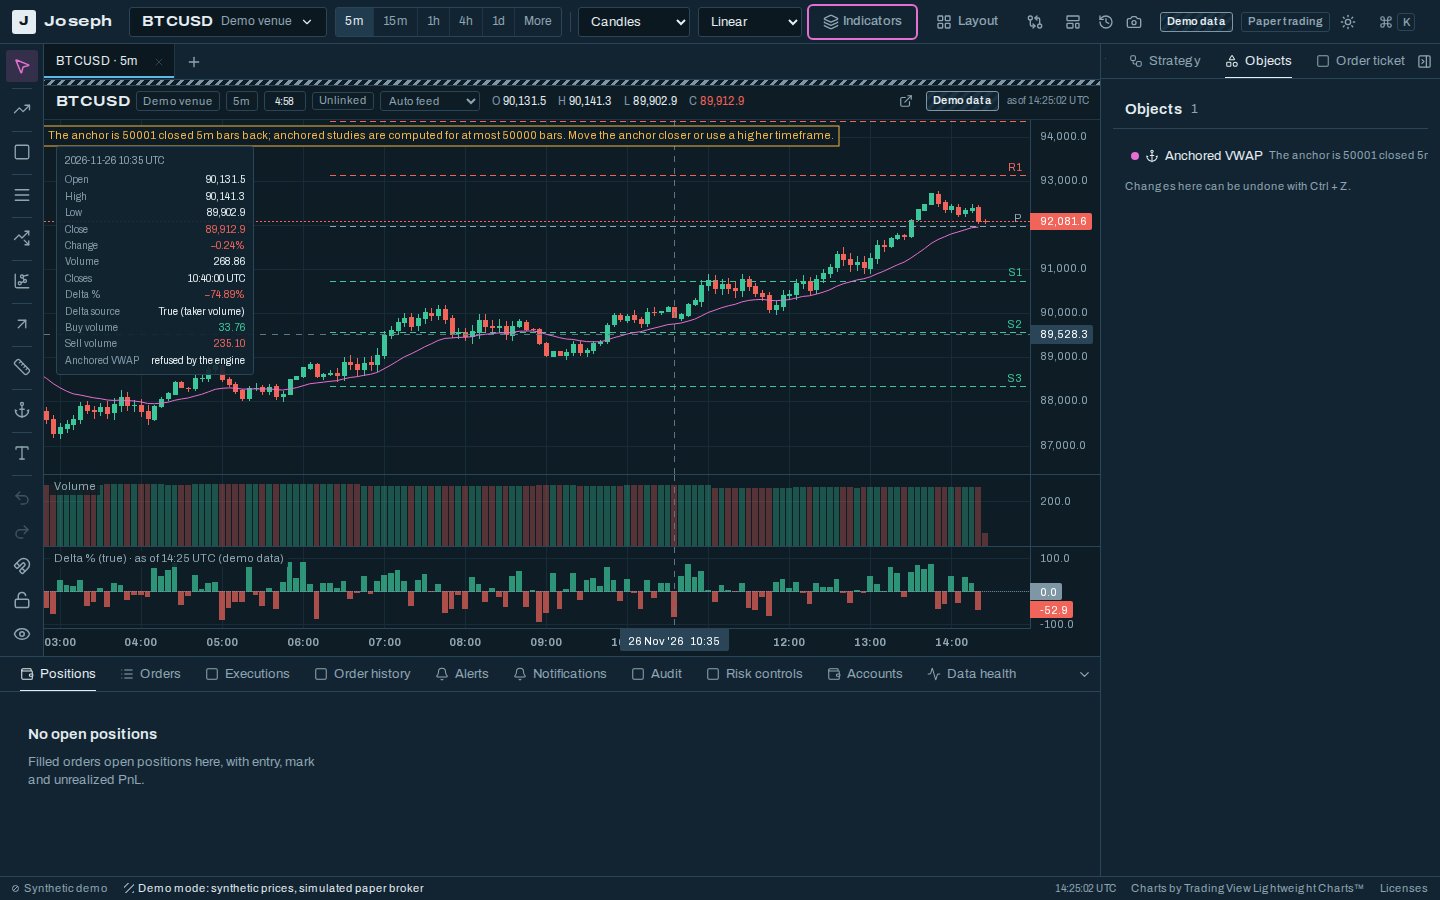 J Joseph BTCUSD Demo venue 5m 15m 1h 4h 1d More Candles Linear Indicators Layout Demo data Paper trading ⌘ K
BTCUSD · 5m × +
Strategy Objects Order ticket
BTCUSD Demo venue 5m 4:58 Unlinked Auto feed O 90,131.5 H 90,141.3 L 89,902.9 C 89,912.9 Demo data as of 14:25:02 UTC
The anchor is 50001 closed 5m bars back; anchored studies are computed for at most 50000 bars. Move the anchor closer or use a higher timeframe.
2026-11-26 10:35 UTC
Open 90,131.5
High 90,141.3
Low 89,902.9
Close 89,912.9
Change −0.24%
Volume 268.86
Closes 10:40:00 UTC
Delta % −74.89%
Delta source True (taker volume)
Buy volume 33.76
Sell volume 235.10
Anchored VWAP refused by the engine
R1
P
S1
S2
S3
94,000.0
93,000.0
92,081.6
91,000.0
90,000.0
89,528.3
89,000.0
88,000.0
87,000.0
Volume
200.0
Delta % (true) · as of 14:25 UTC (demo data)
100.0
0.0
-52.9
-100.0
03:00 04:00 05:00 06:00 07:00 08:00 09:00 26 Nov '26 10:35 12:00 13:00 14:00
Objects 1
Anchored VWAP The anchor is 50001 closed 5
Changes here can be undone with Ctrl + Z.
Positions Orders Executions Order history Alerts Notifications Audit Risk controls Accounts Data health
No open positions
Filled orders open positions here, with entry, mark
and unrealized PnL.
Synthetic demo Demo mode: synthetic prices, simulated paper broker 14:25:02 UTC Charts by TradingView Lightweight Charts™ Licenses